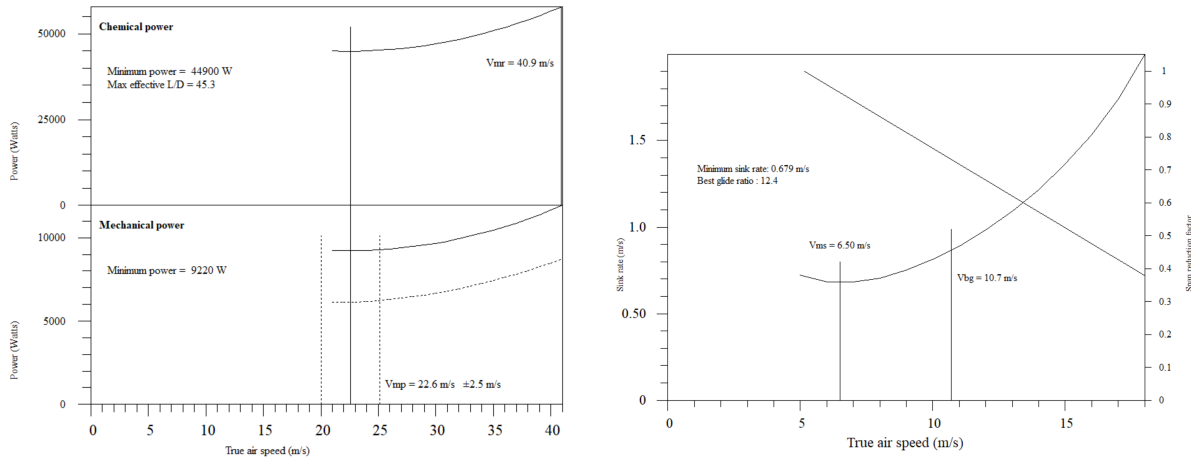 Chemical power
50000
Minimum power = 44900 W
Max effective L/D = 45.3
Vmr = 40.9 m/s
25000
Power (Watts)
0
Mechanical power
10000
Minimum power = 9220 W
5000
Power (Watts)
Vmp = 22.6 m/s ±2.5 m/s
0
0 5 10 15 20 25 30 35 40
True air speed (m/s)
1.5
1.0
0.50
0
Sink rate (m/s)
Minimum sink rate: 0.679 m/s
Best glide ratio : 12.4
Vms = 6.50 m/s
Vbg = 10.7 m/s
1
0.9
0.8
0.7
0.6
0.5
0.4
0.3
0.2
0.1
0
Span reduction factor
0 5 10 15
True air speed (m/s)